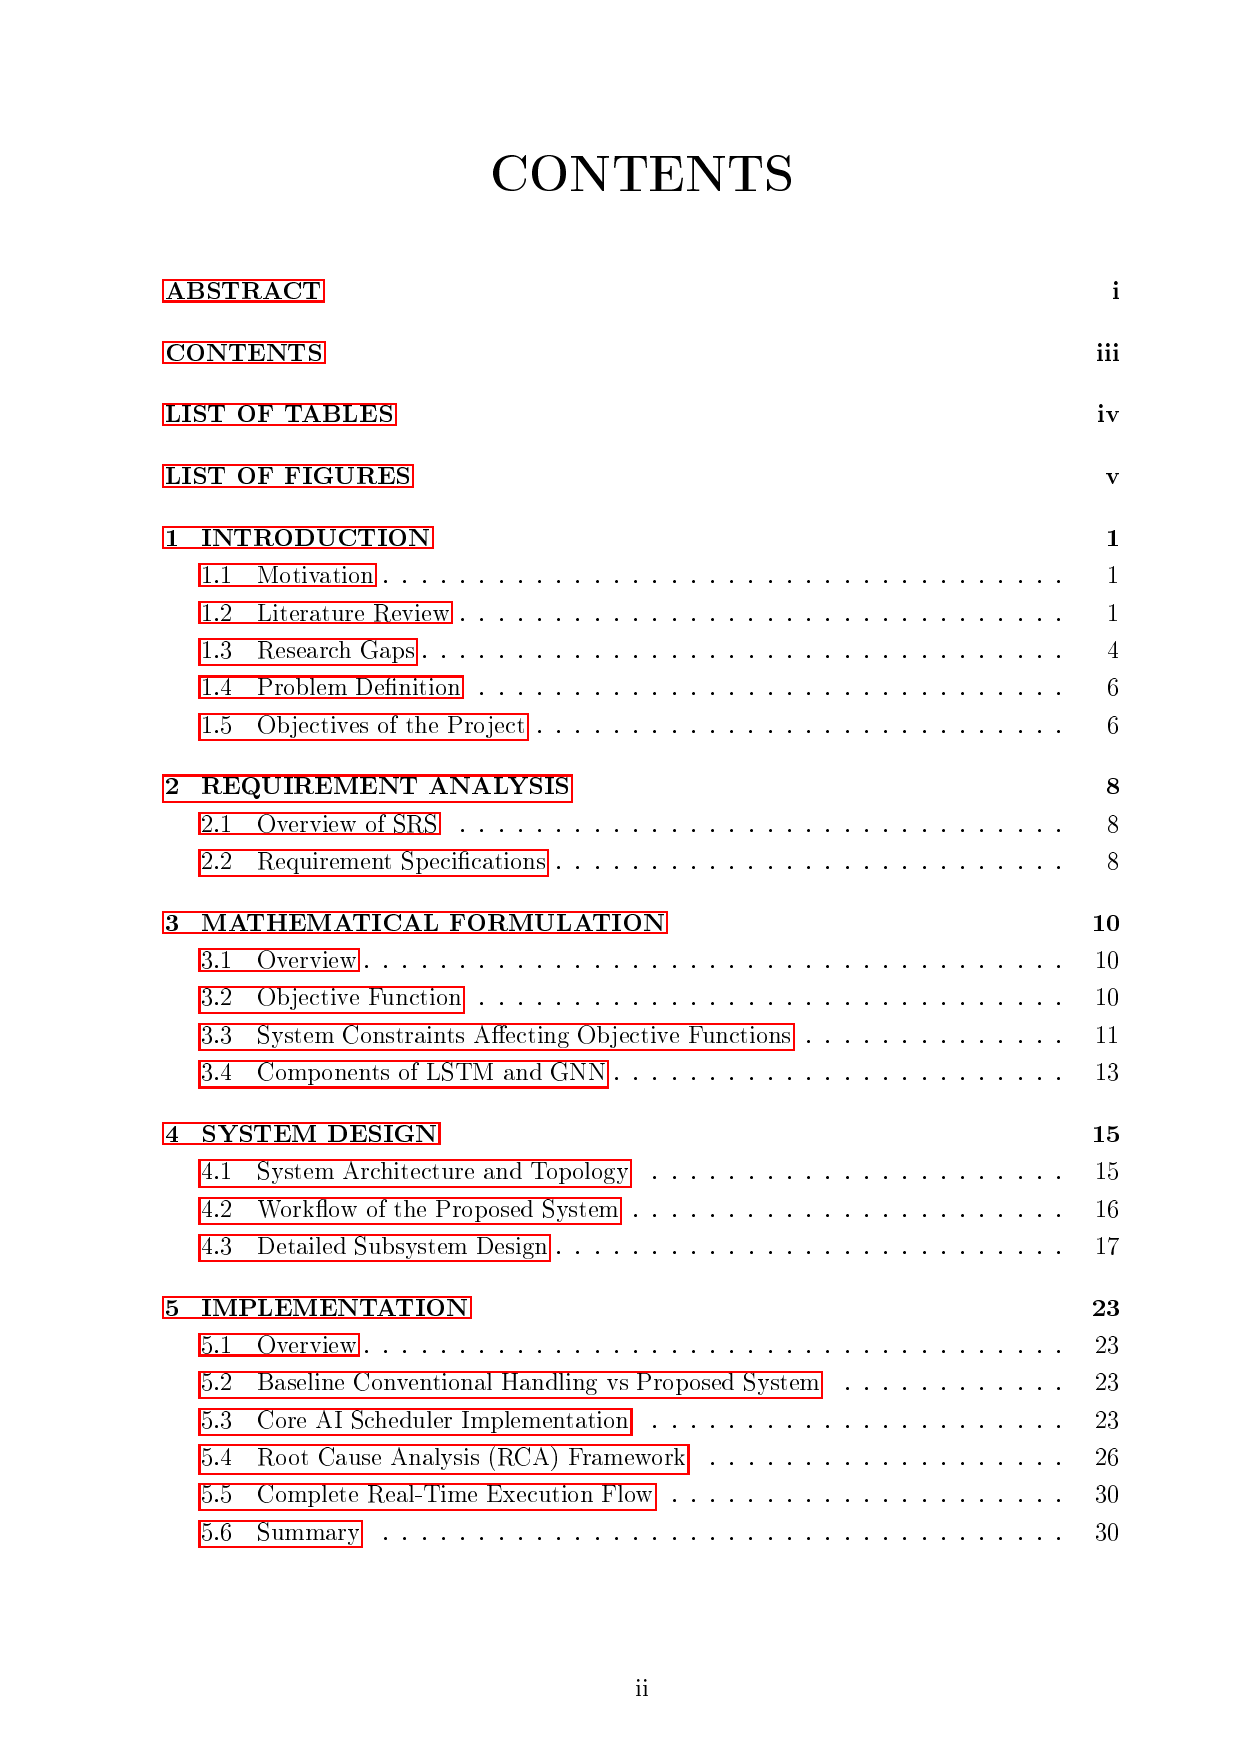 CONTENTS
ABSTRACT i
CONTENTS iii
LIST OF TABLES iv
LIST OF FIGURES v
1 INTRODUCTION 1
1.1 Motivation . . . . . . . . . . . . . . . . . . . . . . . . . . . . . . . . . . . . 1
1.2 Literature Review . . . . . . . . . . . . . . . . . . . . . . . . . . . . . . . . 1
1.3 Research Gaps . . . . . . . . . . . . . . . . . . . . . . . . . . . . . . . . . . 4
1.4 Problem Definition . . . . . . . . . . . . . . . . . . . . . . . . . . . . . . . 6
1.5 Objectives of the Project . . . . . . . . . . . . . . . . . . . . . . . . . . . . 6
2 REQUIREMENT ANALYSIS 8
2.1 Overview of SRS . . . . . . . . . . . . . . . . . . . . . . . . . . . . . . . . 8
2.2 Requirement Specifications . . . . . . . . . . . . . . . . . . . . . . . . . . . 8
3 MATHEMATICAL FORMULATION 10
3.1 Overview . . . . . . . . . . . . . . . . . . . . . . . . . . . . . . . . . . . . . 10
3.2 Objective Function . . . . . . . . . . . . . . . . . . . . . . . . . . . . . . . 10
3.3 System Constraints Affecting Objective Functions . . . . . . . . . . . . . . 11
3.4 Components of LSTM and GNN . . . . . . . . . . . . . . . . . . . . . . . . 13
4 SYSTEM DESIGN 15
4.1 System Architecture and Topology . . . . . . . . . . . . . . . . . . . . . . 15
4.2 Workflow of the Proposed System . . . . . . . . . . . . . . . . . . . . . . . 16
4.3 Detailed Subsystem Design . . . . . . . . . . . . . . . . . . . . . . . . . . . 17
5 IMPLEMENTATION 23
5.1 Overview . . . . . . . . . . . . . . . . . . . . . . . . . . . . . . . . . . . . . 23
5.2 Baseline Conventional Handling vs Proposed System . . . . . . . . . . . . 23
5.3 Core AI Scheduler Implementation . . . . . . . . . . . . . . . . . . . . . . 23
5.4 Root Cause Analysis (RCA) Framework . . . . . . . . . . . . . . . . . . . 26
5.5 Complete Real-Time Execution Flow . . . . . . . . . . . . . . . . . . . . . 30
5.6 Summary . . . . . . . . . . . . . . . . . . . . . . . . . . . . . . . . . . . . 30
ii